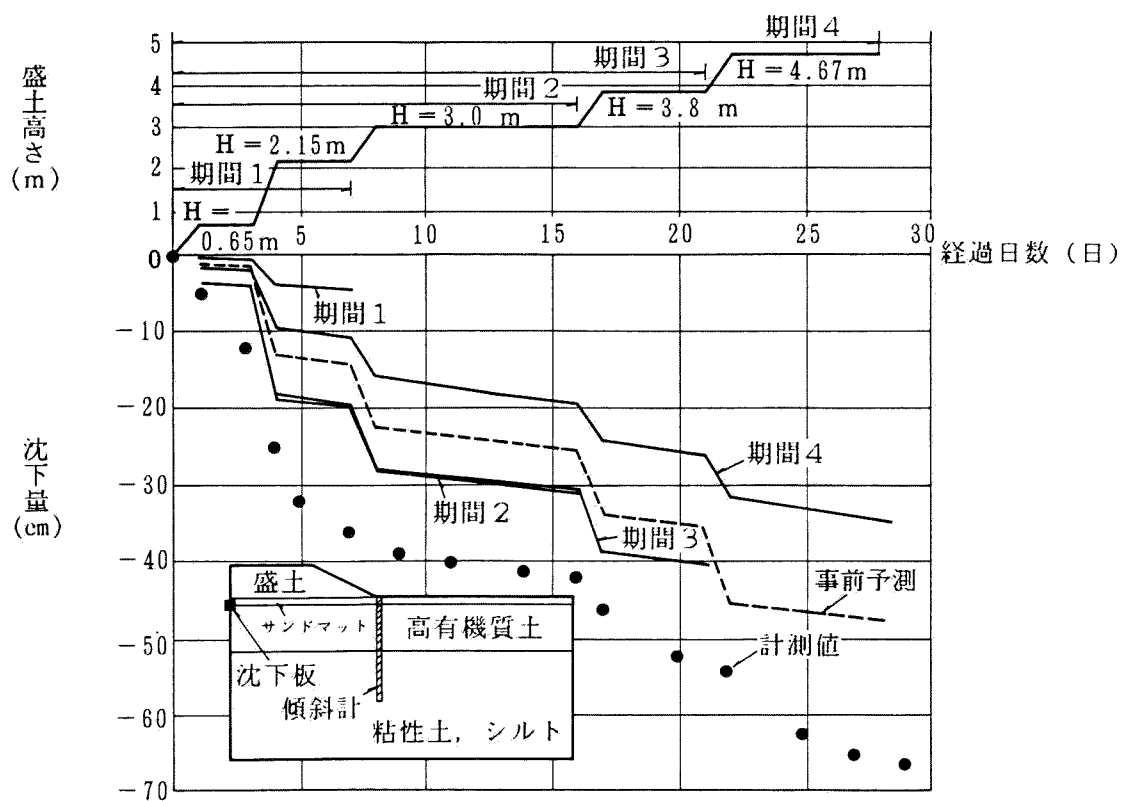 盛土高さ
(m)
5
4
3
2
1
0
期間4
期間3
H=4.67m
期間2
H=3.0 m
H=3.8 m
H=2.15m
期間1
H=
0.65m
5
10
15
20
25
30
経過日数（日）
沈下量
(cm)
-10
-20
-30
-40
-50
-60
-70
期間1
期間4
期間2
期間3
事前予測
計測値
盛土
サンドマット
高有機質土
沈下板
傾斜計
粘性土，シルト